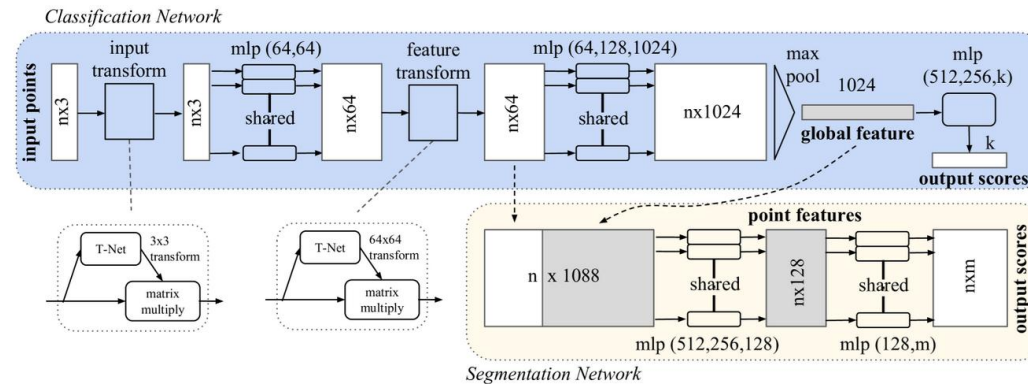 Classification Network
input points
nx3
input
transform
nx3
mlp (64,64)
shared
nx64
feature
transform
nx64
mlp (64,128,1024)
shared
nx1024
max
pool
1024
global feature
mlp
(512,256,k)
k
output scores
T-Net
3x3
transform
matrix
multiply
T-Net
64x64
transform
matrix
multiply
point features
n x 1088
shared
mlp (512,256,128)
nx128
shared
mlp (128,m)
nxm
output scores
Segmentation Network